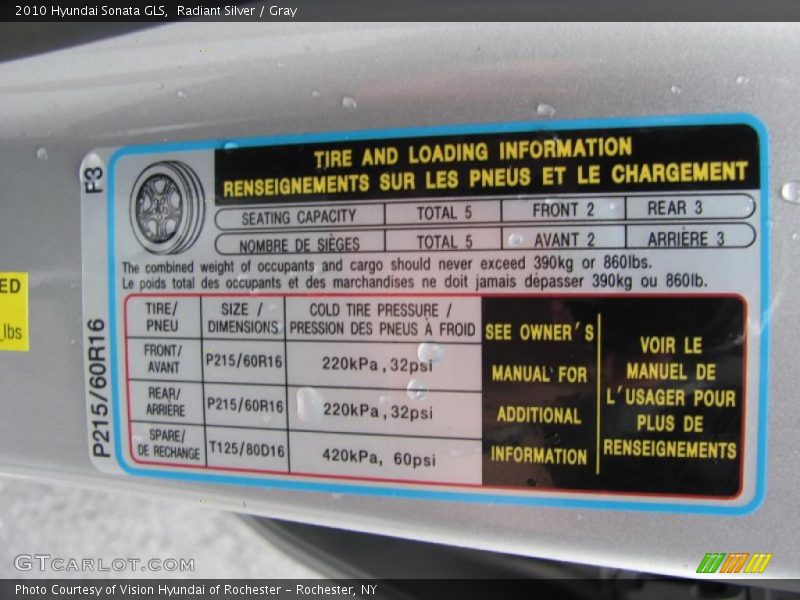 2010 Hyundai Sonata GLS,  Radiant Silver / Gray
F3
P215/60R16
ED
_lbs
TIRE AND LOADING INFORMATION
RENSEIGNEMENTS SUR LES PNEUS ET LE CHARGEMENT
SEATING CAPACITY TOTAL 5 FRONT 2 REAR 3
NOMBRE DE SIÈGES TOTAL 5 AVANT 2 ARRIÈRE 3
The combined weight of occupants and cargo should never exceed 390kg or 860lbs.
Le poids total des occupants et des marchandises ne doit jamais dépasser 390kg ou 860lb.
TIRE/
PNEU
SIZE /
DIMENSIONS
COLD TIRE PRESSURE /
PRESSION DES PNEUS À FROID
FRONT/
AVANT
P215/60R16
220kPa,32psi
REAR/
ARRIÈRE
P215/60R16
220kPa,32psi
SPARE/
DE RECHANGE
T125/80D16
420kPa, 60psi
SEE OWNER'S
MANUAL FOR
ADDITIONAL
INFORMATION
VOIR LE
MANUEL DE
L'USAGER POUR
PLUS DE
RENSEIGNEMENTS
GTCARLOT.COM
Photo Courtesy of Vision Hyundai of Rochester - Rochester, NY